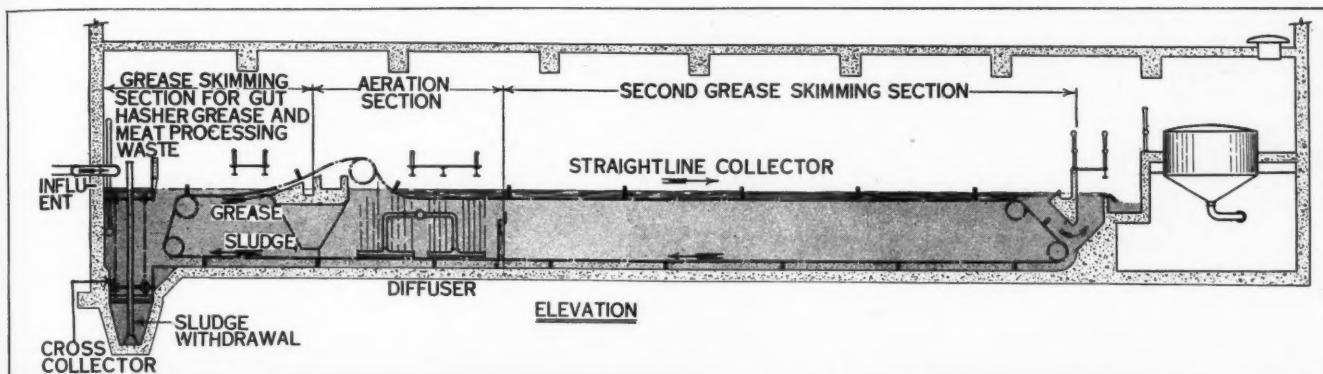 GREASE SKIMMING
SECTION FOR GUT
HASHER GREASE AND
MEAT PROCESSING
WASTE
AERATION
SECTION
SECOND GREASE SKIMMING SECTION
STRAIGHTLINE COLLECTOR
INFLU-
ENT
GREASE
SLUDGE
DIFFUSER
ELEVATION
SLUDGE
WITHDRAWAL
CROSS
COLLECTOR